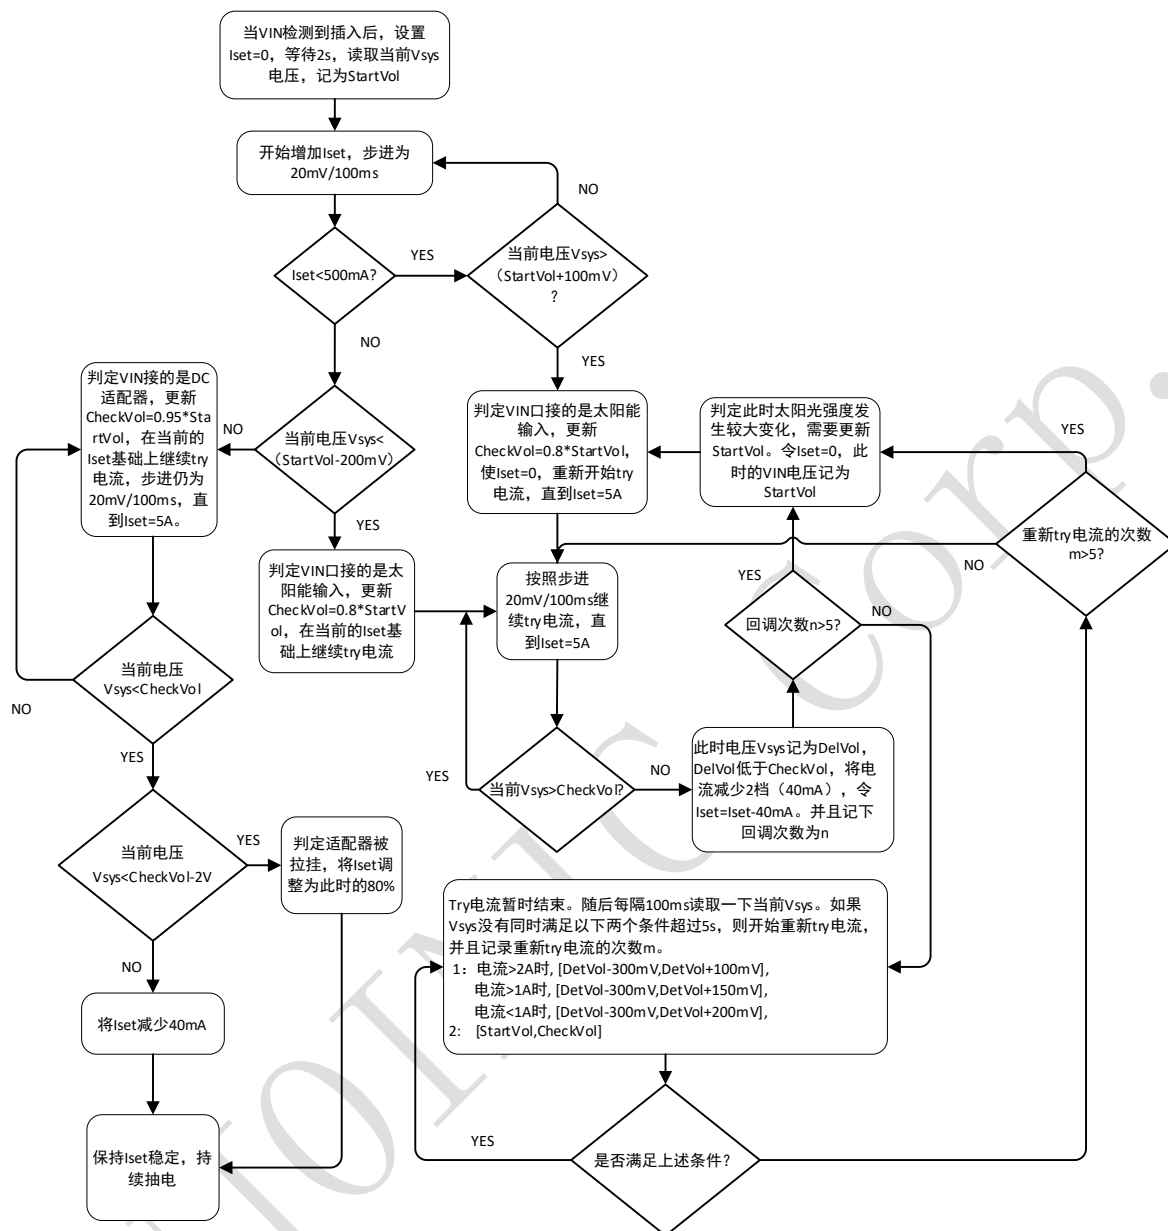 当VIN检测到插入后，设置
Iset=0，等待2s，读取当前Vsys
电压，记为StartVol
开始增加Iset，步进为
20mV/100ms
NO
Iset<500mA?
YES
当前电压Vsys>
（StartVol+100mV）
?
NO
YES
判定VIN接的是DC
适配器，更新
CheckVol=0.95*Sta
rtVol，在当前的
Iset基础上继续try
电流，步进仍为
20mV/100ms，直
到Iset=5A。
NO
当前电压Vsys<
（StartVol-200mV）
YES
判定VIN口接的是太阳能
输入，更新
CheckVol=0.8*StartVol，
使Iset=0，重新开始try
电流，直到Iset=5A
判定此时太阳光强度发
生较大变化，需要更新
StartVol。令Iset=0，此
时的VIN电压记为
StartVol
YES
重新try电流的次数
m>5?
NO
判定VIN口接的是太
阳能输入，更新
CheckVol=0.8*StartV
ol，在当前的Iset基
础上继续try电流
按照步进
20mV/100ms继
续try电流，直
到Iset=5A
YES
回调次数n>5?
NO
当前电压
Vsys<CheckVol
NO
YES
当前Vsys>CheckVol?
YES
NO
此时电压Vsys记为DelVol，
DelVol低于CheckVol，将电
流减少2档（40mA），令
Iset=Iset-40mA。并且记下
回调次数为n
当前电压
Vsys<CheckVol-2V
YES
判定适配器被
拉挂，将Iset调
整为此时的80%
NO
将Iset减少40mA
保持Iset稳定，持
续抽电
Try电流暂时结束。随后每隔100ms读取一下当前Vsys。如果
Vsys没有同时满足以下两个条件超过5s，则开始重新try电流，
并且记录重新try电流的次数m。
1：电流>2A时, [DetVol-300mV,DetVol+100mV],
电流>1A时, [DetVol-300mV,DetVol+150mV],
电流<1A时, [DetVol-300mV,DetVol+200mV],
2: [StartVol,CheckVol]
YES
是否满足上述条件?